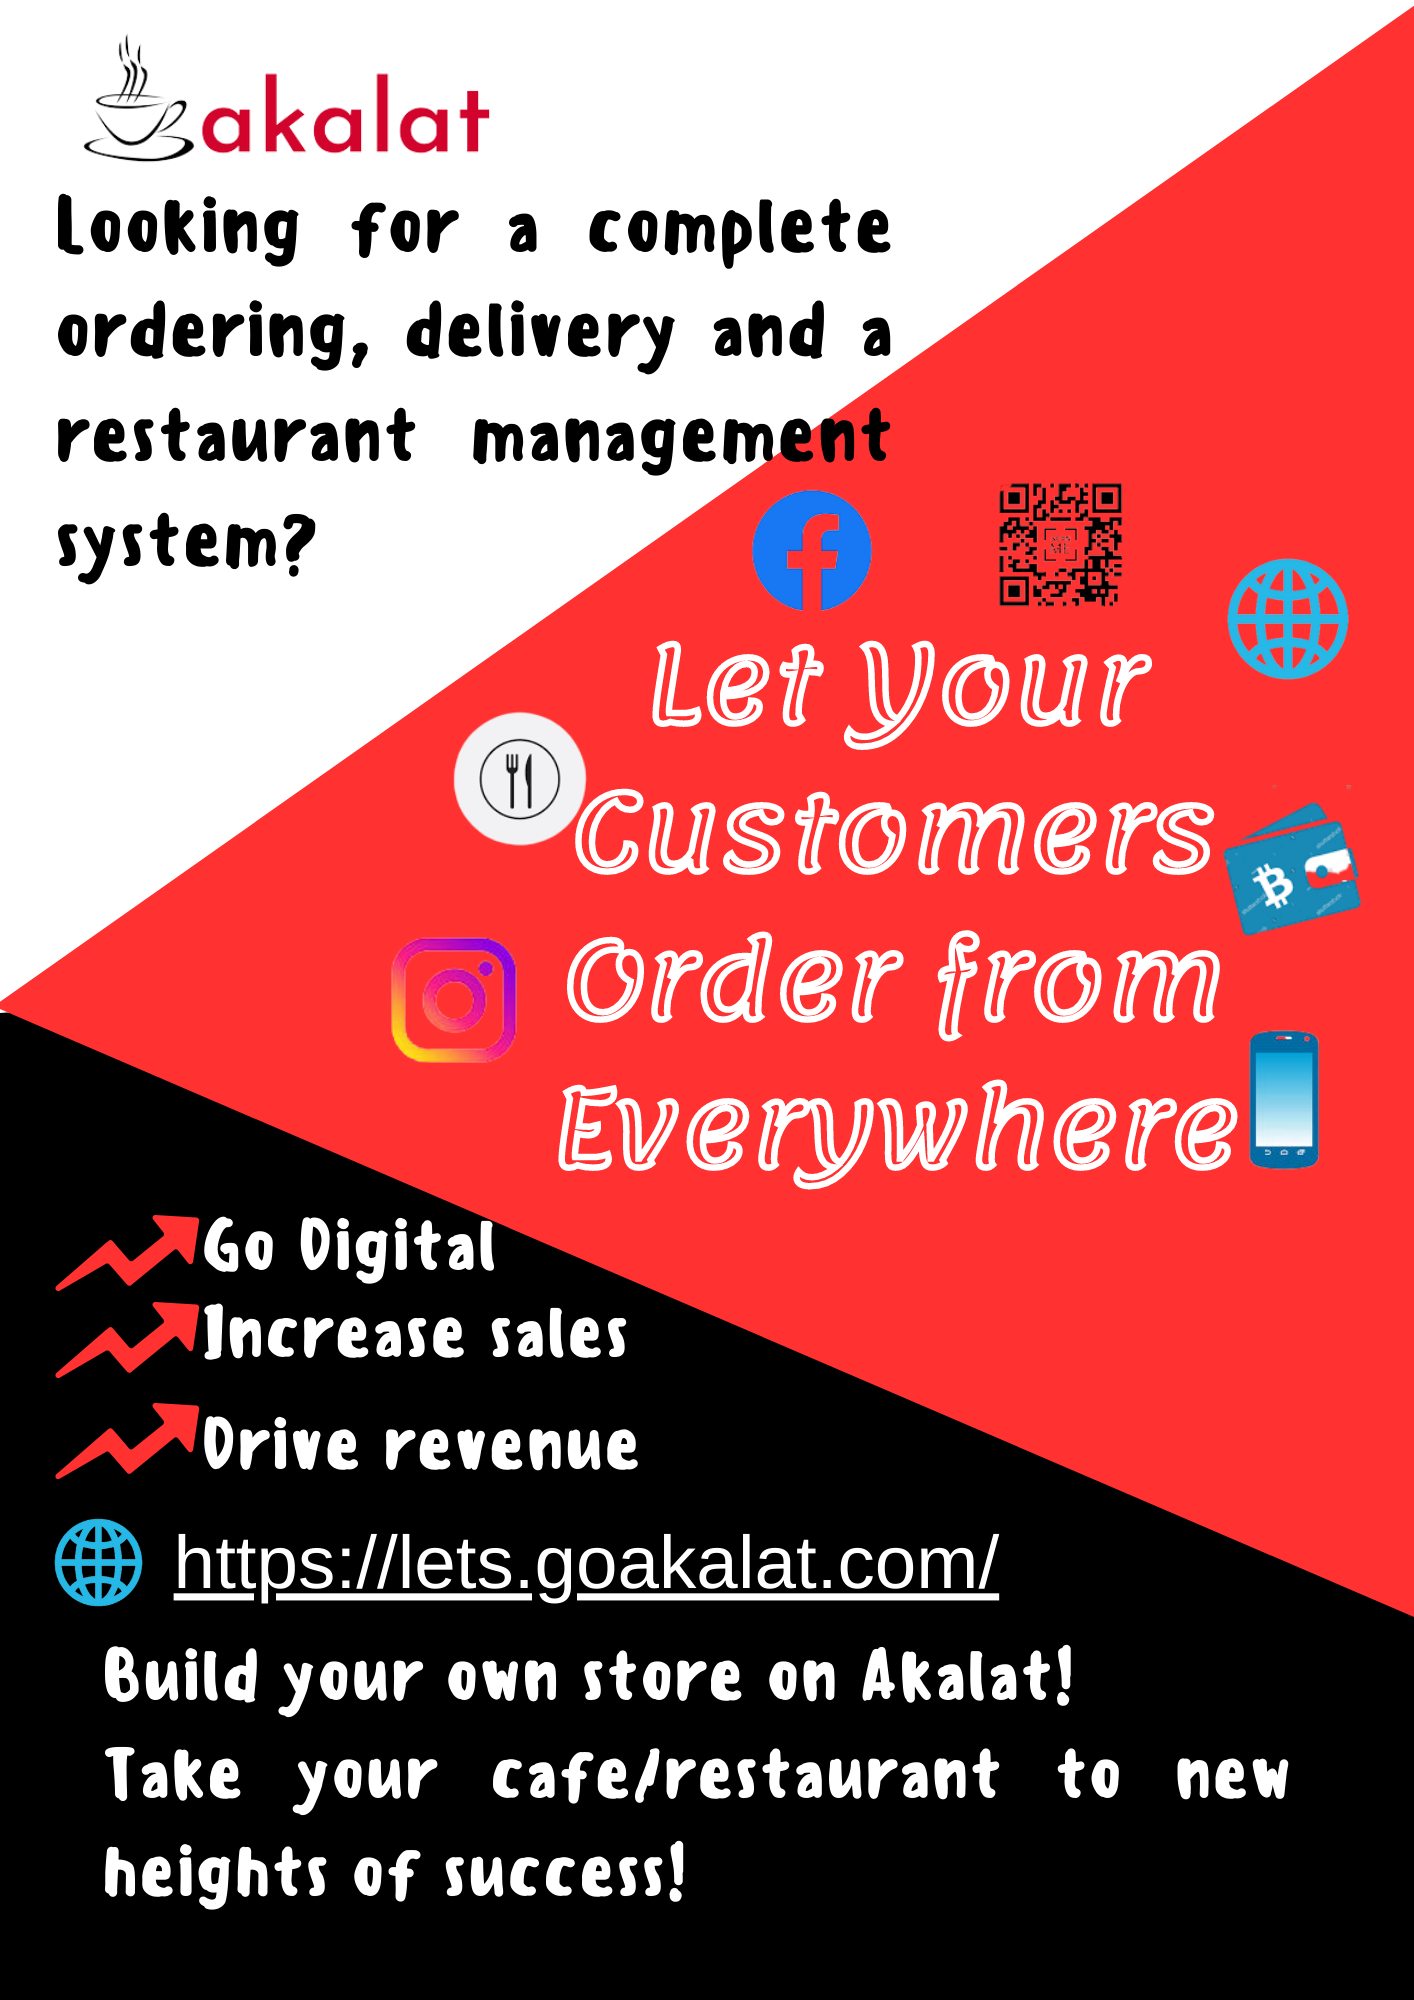 akalat
Looking for a complete
ordering, delivery and a
restaurant management
system?
Let Your
Customers
Order from
Everywhere
Go Digital
Increase sales
Drive revenue
https://lets.goakalat.com/
Build your own store on Akalat!
Take your cafe/restaurant to new
heights of success!